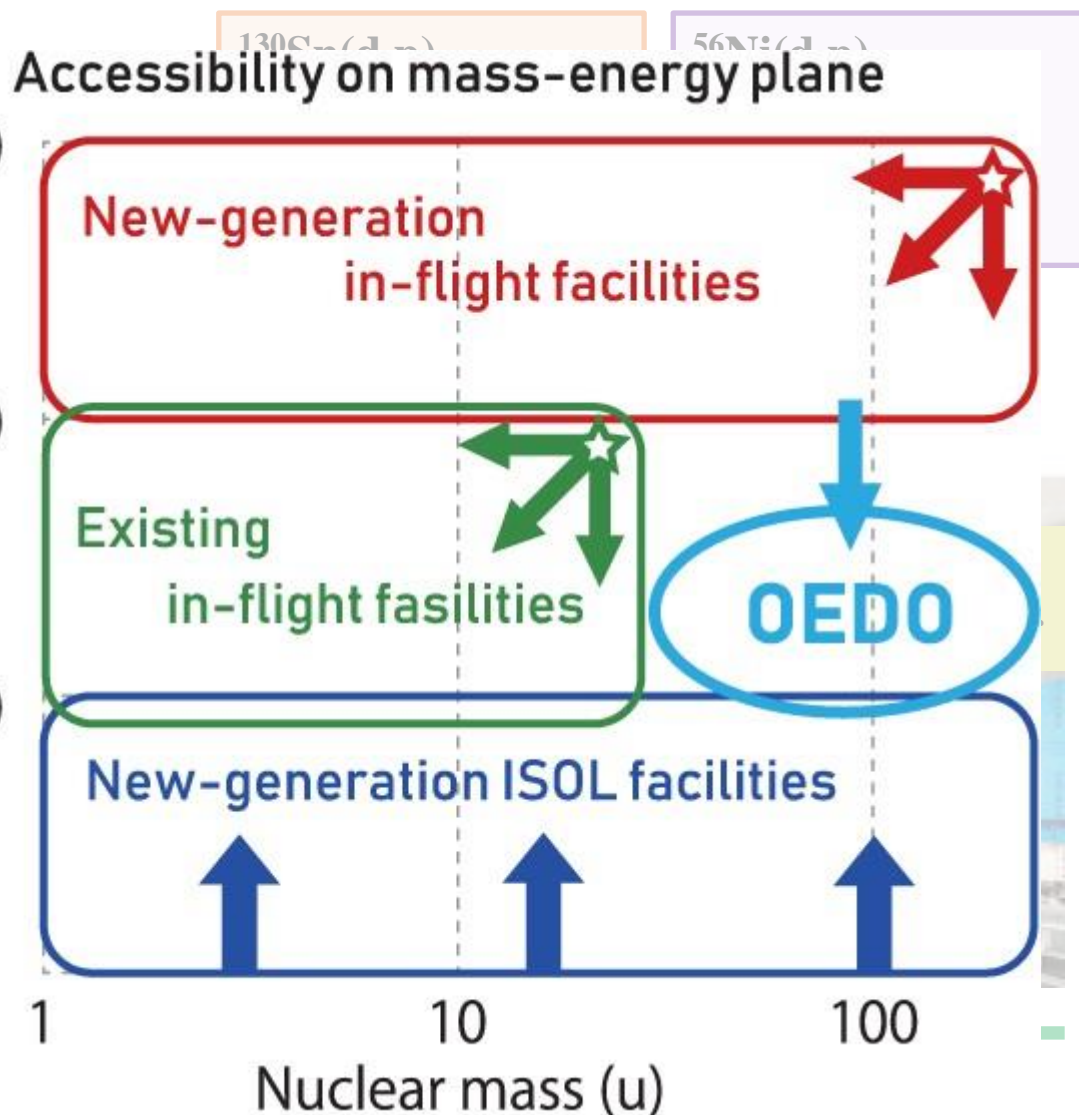 Accessibility on mass-energy plane
New-generation
in-flight facilities
Existing
in-flight fasilities
OEDO
New-generation ISOL facilities
1 10 100
Nuclear mass (u)